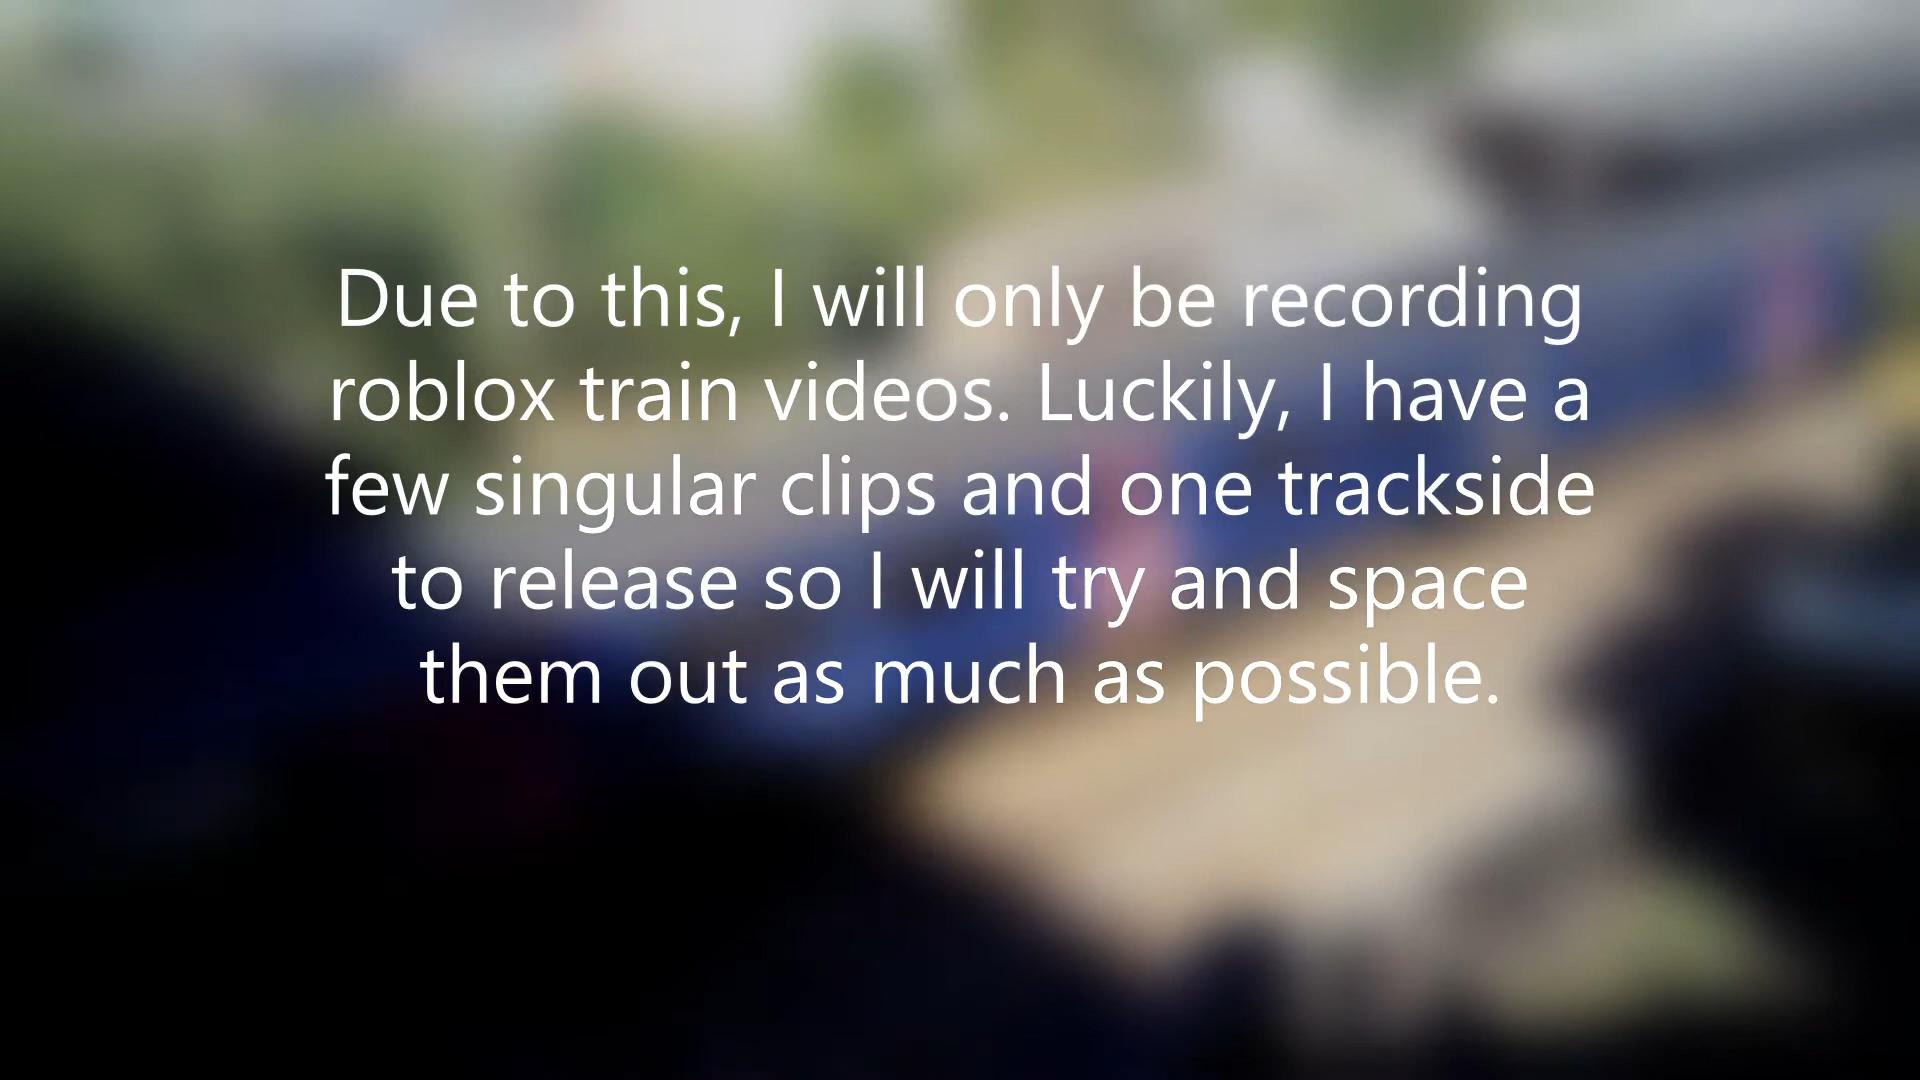 Due to this, I will only be recording
roblox train videos. Luckily, I have a
few singular clips and one trackside
to release so I will try and space
them out as much as possible.